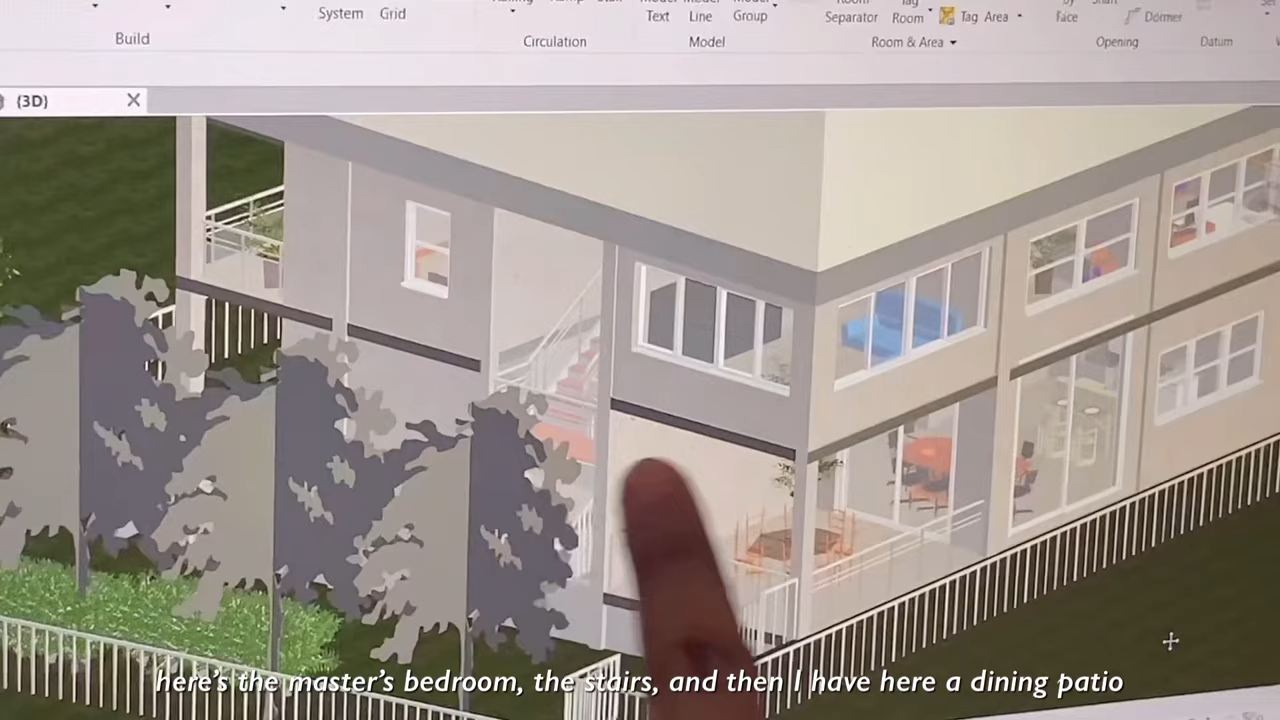 System Grid
Text Line Group
Separator Room Tag Area
Face Dormer
Build Circulation Model Room & Area Opening Datum
(3D)
here's the master's bedroom, the stairs, and then I have here a dining patio